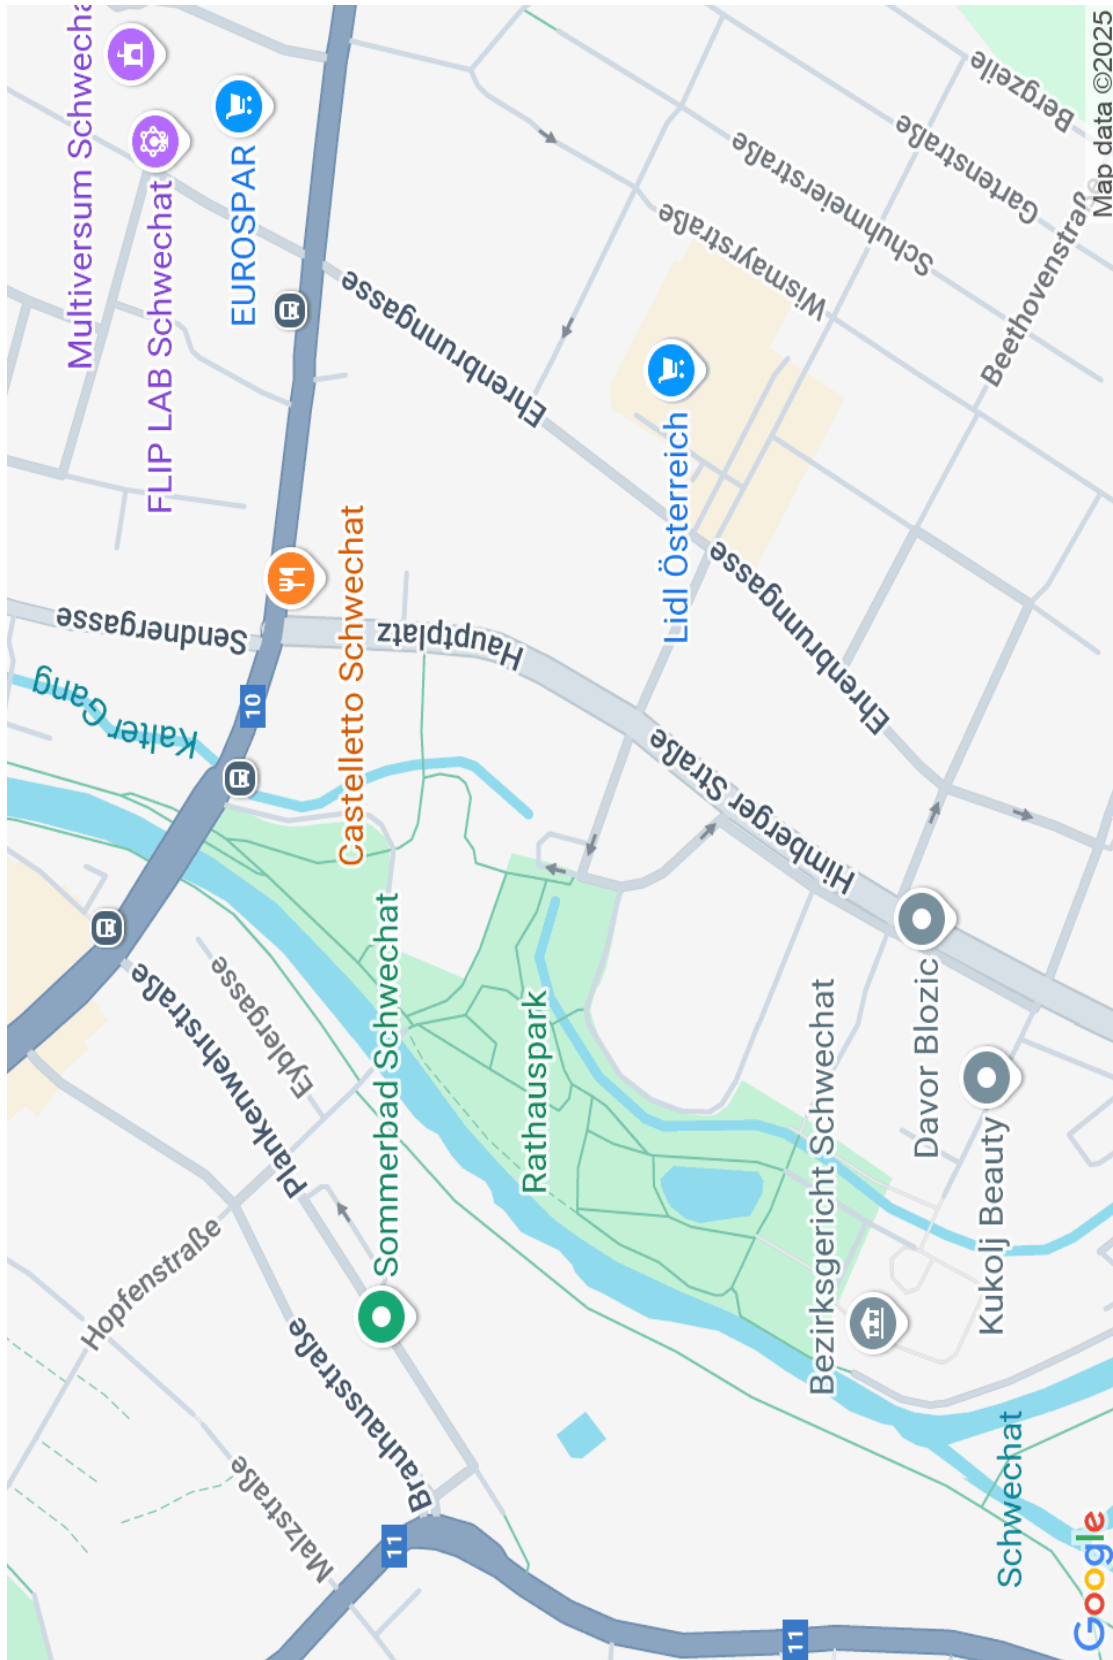 Multiversum Schwecha
FLIP LAB Schwechat
EUROSPAR
Sendnergasse
Kalter Gang
10
Castelletto Schwechat
Hauptplatz
Ehrenbrunngasse
Lidl Österreich
Wismayrstraße
Schuhmeierstraße
Gartenstraße
Bergzeile
Beethovenstraße
Ehrenbrunngasse
Himberger Straße
Plankenwehrstraße
Eyblergasse
Sommerbad Schwechat
Rathauspark
Hopfenstraße
Brauhausstraße
Malzstraße
11
11
Bezirksgericht Schwechat
Davor Blozic
Kukolj Beauty
Schwechat
Google
Map data ©2025